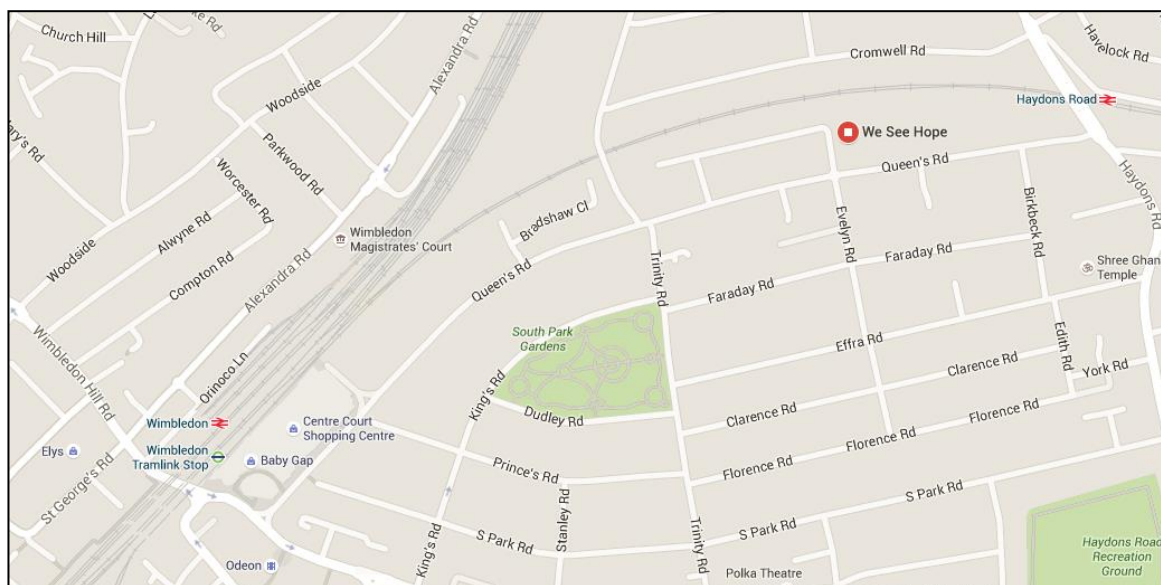 Church Hill
Alexandra Rd
Cromwell Rd
Havelock Rd
Woodside
Haydons Road
We See Hope
Queen's Rd
Parkwood Rd
Worcester Rd
Haydons Rd
Birkbeck Rd
Alwyne Rd
Bradshaw Cl
Evelyn Rd
Wimbledon
Magistrates' Court
Woodside
Compton Rd
Alexandra Rd
Queen's Rd
Trinity Rd
Faraday Rd
Faraday Rd
Shree Ghan
Temple
South Park
Gardens
Wimbledon Hill Rd
Orinoco Ln
Effra Rd
Edith Rd
Clarence Rd
York Rd
King's Rd
Dudley Rd
Clarence Rd
Wimbledon
Centre Court
Shopping Centre
Florence Rd
Florence Rd
Elys
Wimbledon
Tramlink Stop
Baby Gap
Prince's Rd
Florence Rd
St George's Rd
Stanley Rd
S Park Rd
King's Rd
S Park Rd
Trinity Rd
S Park Rd
Haydons Road
Recreation
Ground
Odeon
Polka Theatre